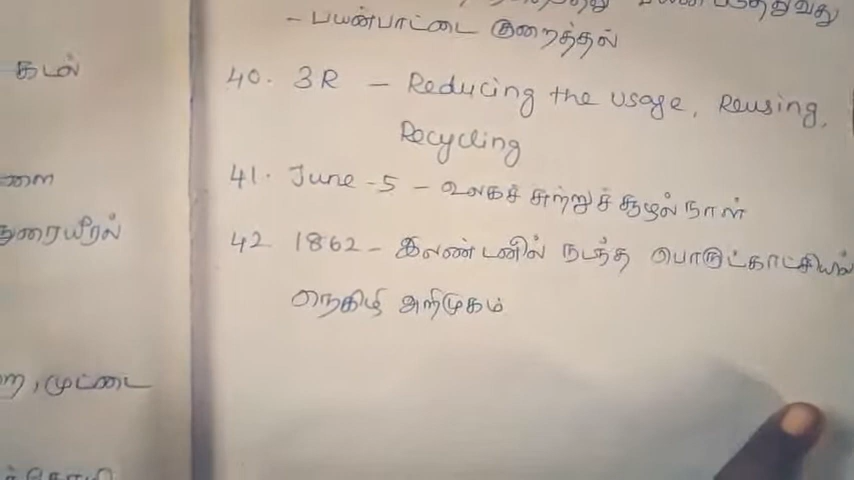 கடல்
துரையீரல்
, முட்டை
- பயன்பாட்டை குறைத்தல்
40. 3R - Reducing the usage, Reusing,
Recycling
41. June -5 - உலகச் சுற்றுச் சூழல் நாள்
42 1862 - இலண்டனில் நடந்த பொருட்காட்சியில்
நெகிழி அறிமுகம்